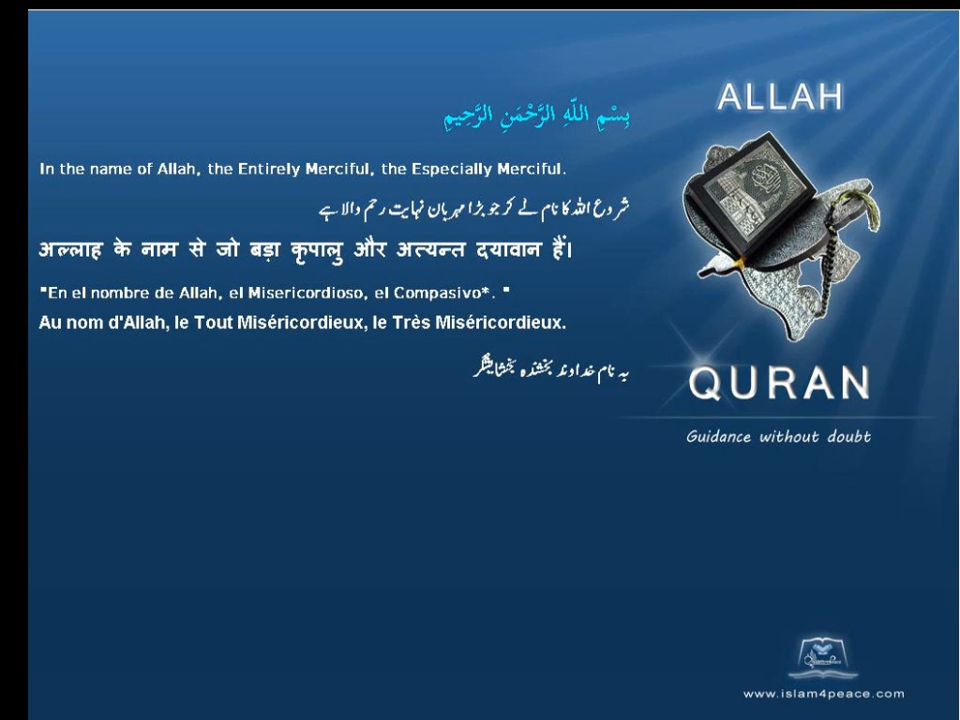 بِسْمِ اللَّهِ الرَّحْمَنِ الرَّحِيمِ
In the name of Allah, the Entirely Merciful, the Especially Merciful.
شروع الله کا نام لے کر جو بڑا مہربان نہایت رحم والا ہے
अल्लाह के नाम से जो बड़ा कृपालु और अत्यन्त दयावान हैं।
"En el nombre de Allah, el Misericordioso, el Compasivo*. "
Au nom d'Allah, le Tout Miséricordieux, le Très Miséricordieux.
به نام خداوند بخشنده بخشایشگر
ALLAH
QURAN
Guidance without doubt
www.islam4peace.com